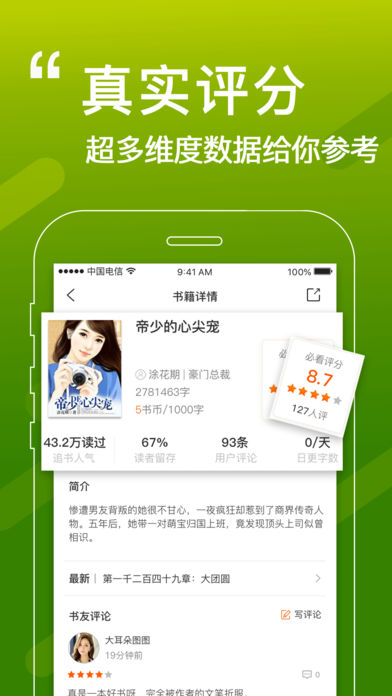 “
真实评分
超多维度数据给你参考
中国电信
9:41 AM
100%
书籍详情
帝少的心尖宠
涂花期 | 豪门总裁
2781463字
5书币/1000字
帝少的心尖宠
必看评分
8.7
127人评
43.2万读过
67%
93条
0/天
追书人气
读者留存
用户评论
日更字数
简介
惨遭男友背叛的她很不甘心，一夜疯狂却惹到了商界传奇人
物。五年后，她带一对萌宝归国上班，竟发现顶头上司似曾
相识。
最新 | 第一千二百四十九章：大团圆
书友评论
写评论
大耳朵图图
19分钟前
0
真是一本好书呀，完全被作者的文笔折服，